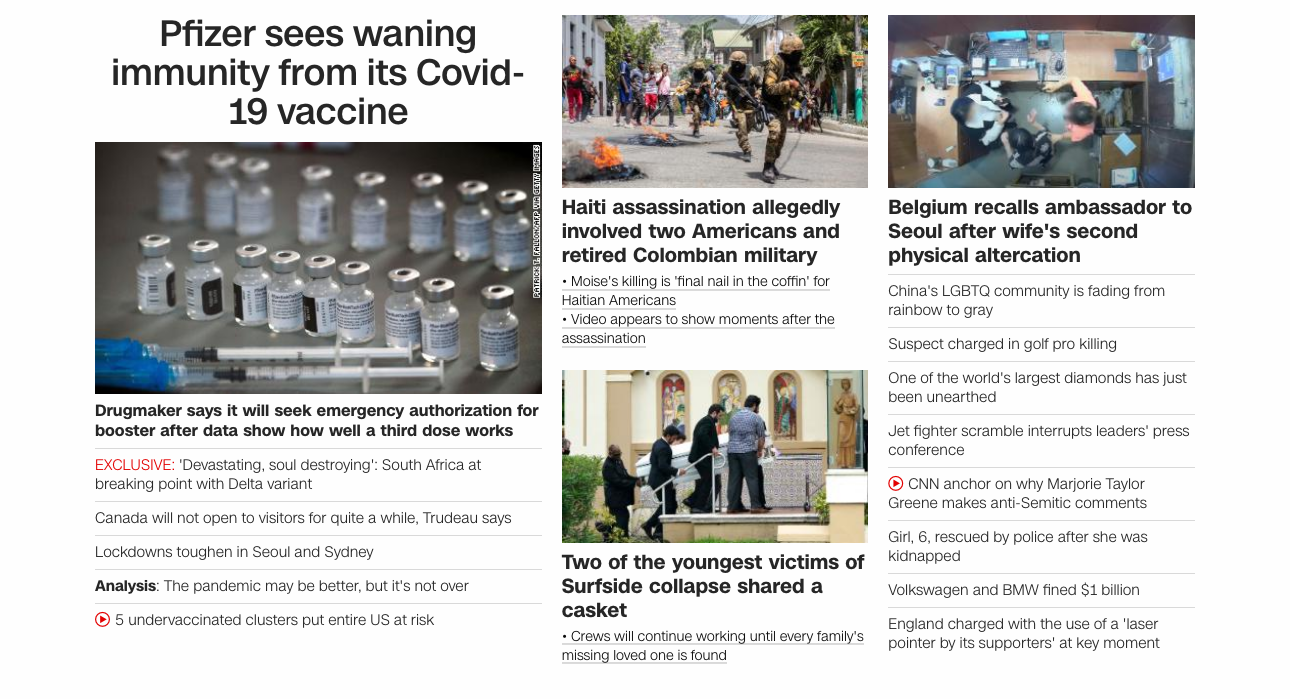 Pfizer sees waning
immunity from its Covid-
19 vaccine
PATRICK T. FALLON/AFP VIA GETTY IMAGES
Drugmaker says it will seek emergency authorization for
booster after data show how well a third dose works
EXCLUSIVE: 'Devastating, soul destroying': South Africa at
breaking point with Delta variant
Canada will not open to visitors for quite a while, Trudeau says
Lockdowns toughen in Seoul and Sydney
Analysis: The pandemic may be better, but it's not over
5 undervaccinated clusters put entire US at risk
Haiti assassination allegedly
involved two Americans and
retired Colombian military
• Moise's killing is 'final nail in the coffin' for
Haitian Americans
• Video appears to show moments after the
assassination
Two of the youngest victims of
Surfside collapse shared a
casket
• Crews will continue working until every family's
missing loved one is found
Belgium recalls ambassador to
Seoul after wife's second
physical altercation
China's LGBTQ community is fading from
rainbow to gray
Suspect charged in golf pro killing
One of the world's largest diamonds has just
been unearthed
Jet fighter scramble interrupts leaders' press
conference
CNN anchor on why Marjorie Taylor
Greene makes anti-Semitic comments
Girl, 6, rescued by police after she was
kidnapped
Volkswagen and BMW fined $1 billion
England charged with the use of a 'laser
pointer by its supporters' at key moment